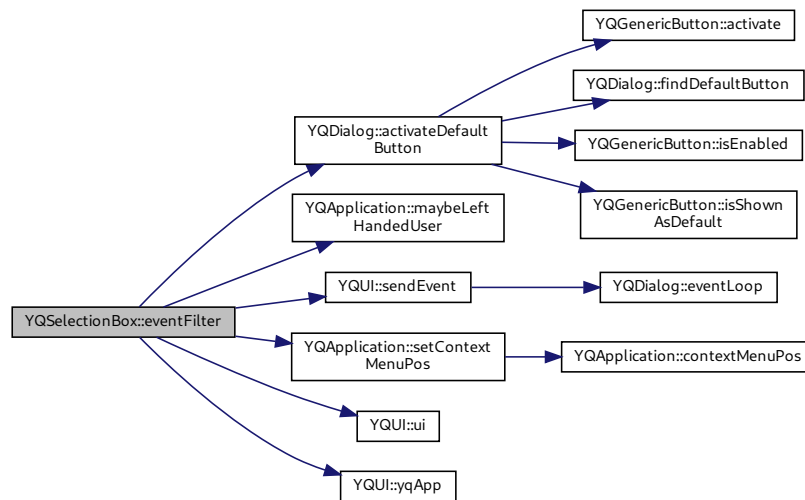 YQGenericButton::activate
YQDialog::findDefaultButton
YQDialog::activateDefault
Button
YQGenericButton::isEnabled
YQGenericButton::isShown
AsDefault
YQApplication::maybeLeft
HandedUser
YQUI::sendEvent
YQDialog::eventLoop
YQSelectionBox::eventFilter
YQApplication::setContext
MenuPos
YQApplication::contextMenuPos
YQUI::ui
YQUI::yqApp